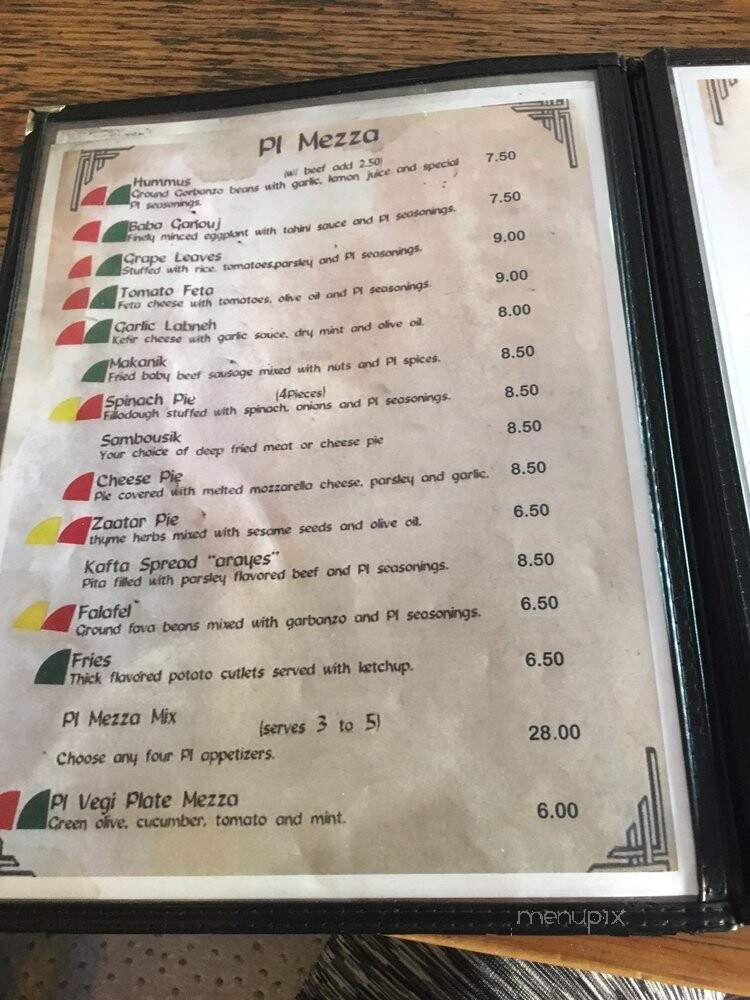 PI Mezza
Hummus (w/ beef add 2.50) 7.50
Ground Garbanzo beans with garlic, lemon juice and special
PI seasonings.
Baba Ganouj 7.50
Finely minced eggplant with tahini sauce and PI seasonings.
Grape Leaves 9.00
Stuffed with rice, tomatoes,parsley and PI seasonings.
Tomato Feta 9.00
Feta cheese with tomatoes, olive oil and PI seasonings.
Garlic Labneh 8.00
Kefir cheese with garlic sauce, dry mint and olive oil.
Makanik 8.50
Fried baby beef sausage mixed with nuts and PI spices.
Spinach Pie (4Pieces) 8.50
Fillodough stuffed with spinach, onions and PI seasonings.
Sambousik 8.50
Your choice of deep fried meat or cheese pie
Cheese Pie 8.50
Pie covered with melted mozzarella cheese, parsley and garlic.
Zaatar Pie 6.50
thyme herbs mixed with sesame seeds and olive oil.
Kafta Spread "arayes" 8.50
Pita filled with parsley flavored beef and PI seasonings.
Falafel 6.50
Ground fava beans mixed with garbanzo and PI seasonings.
Fries 6.50
Thick flavored potato cutlets served with ketchup.
PI Mezza Mix (serves 3 to 5) 28.00
Choose any four PI appetizers.
PI Vegi Plate Mezza 6.00
Green olive, cucumber, tomato and mint.
menupix